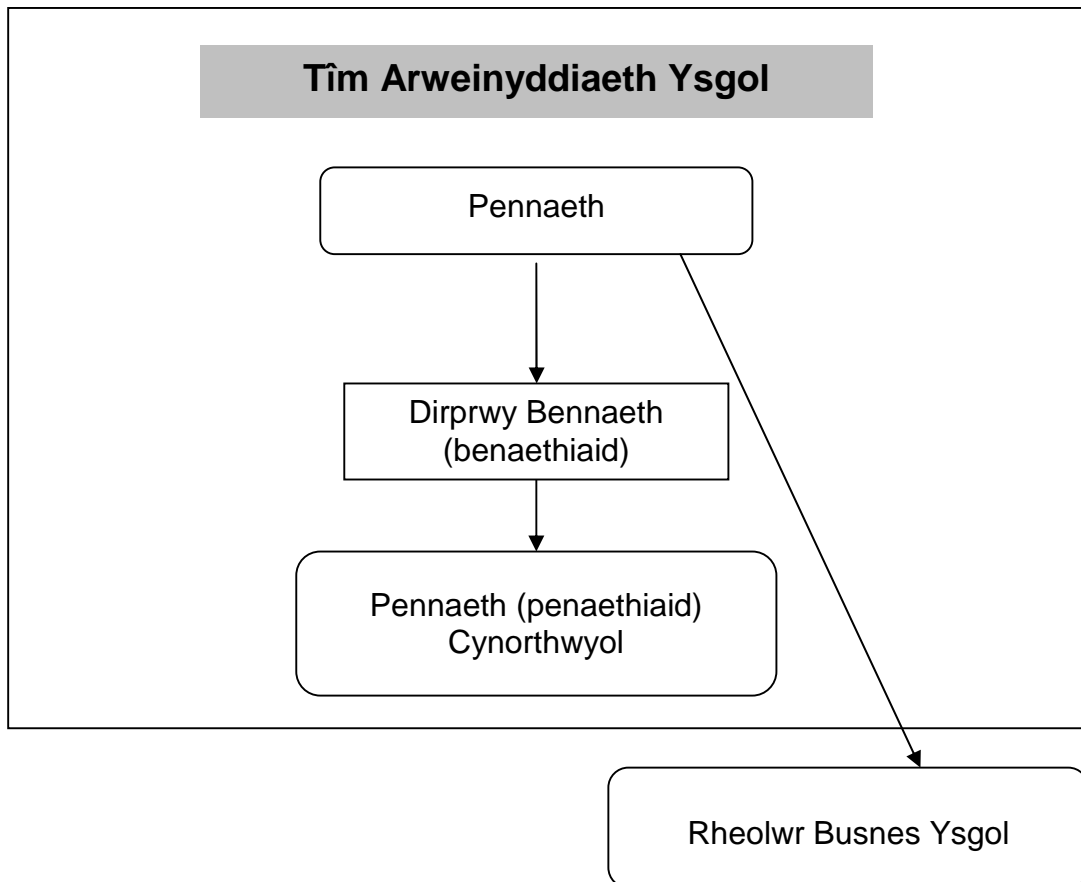 Tîm Arweinyddiaeth Ysgol
Pennaeth
Dirprwy Bennaeth
(benaethiaid)
Pennaeth (penaethiaid)
Cynorthwyol
Rheolwr Busnes Ysgol